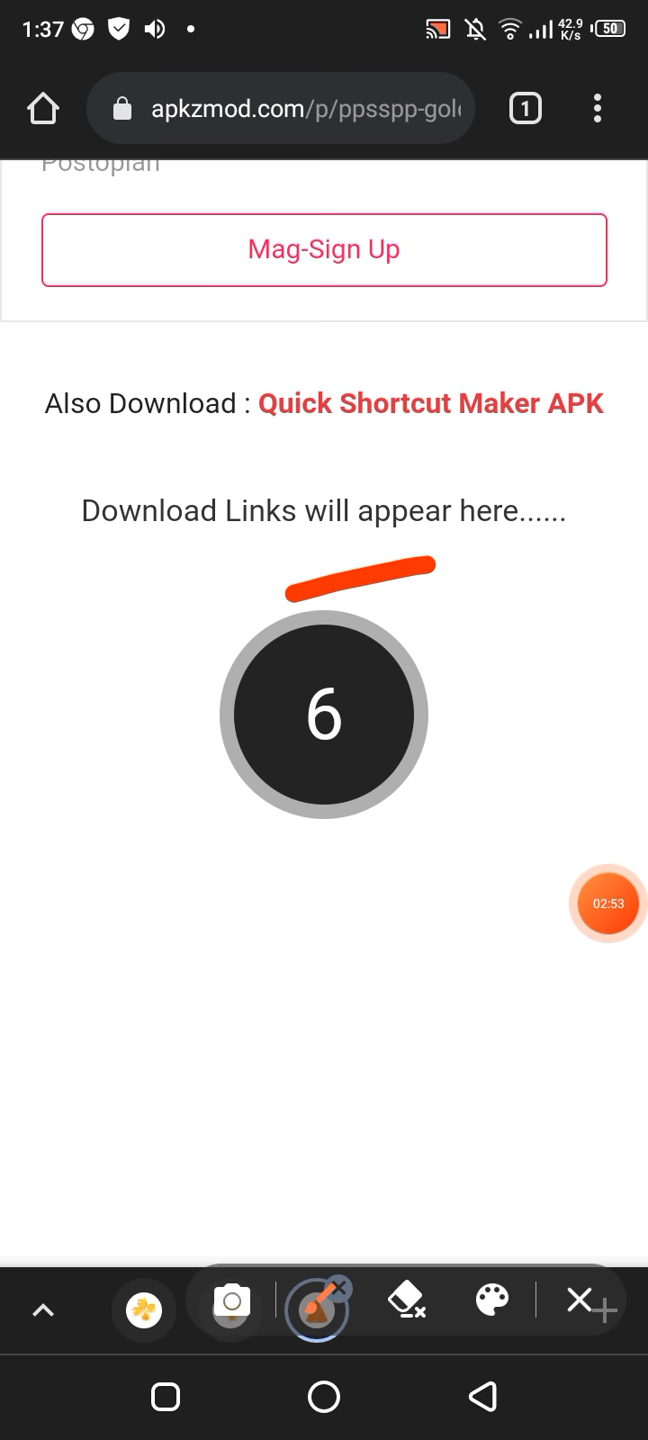 1:37
42.9
K/s
50
apkzmod.com/p/ppsspp-gol
1
Postoplan
Mag-Sign Up
Also Download : Quick Shortcut Maker APK
Download Links will appear here......
6
02:53